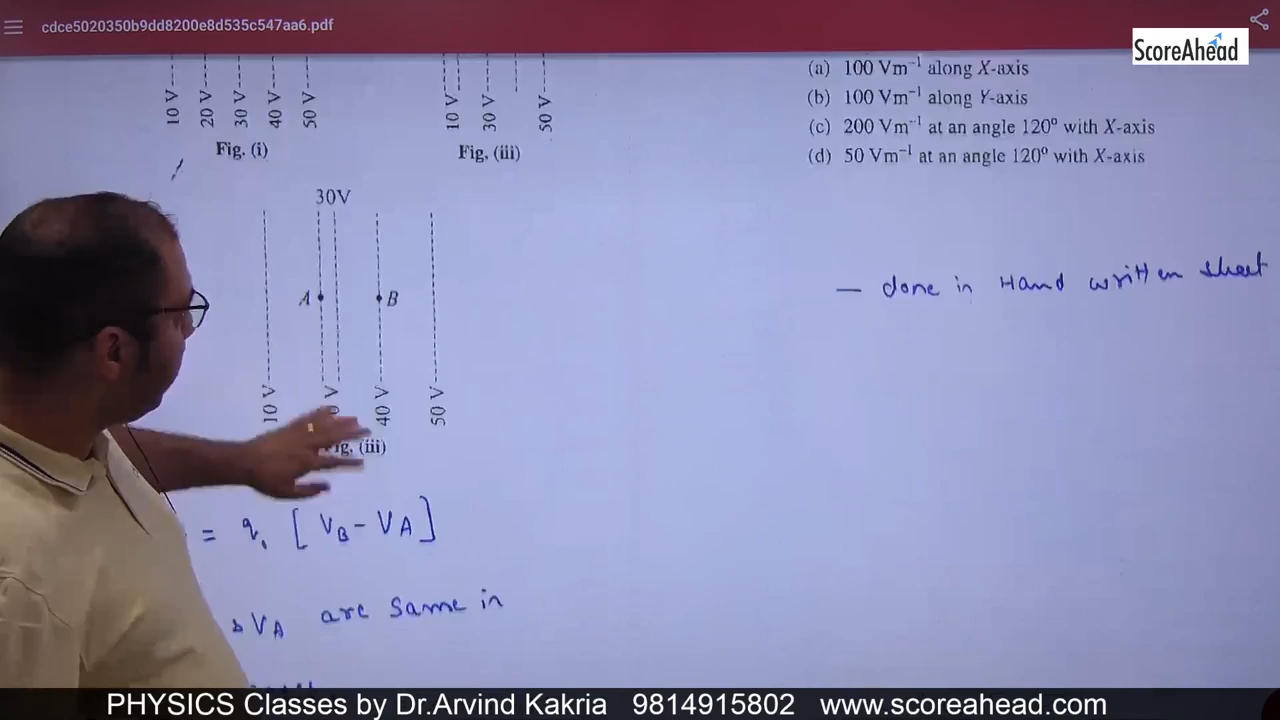 cdce5020350b9dd8200e8d535c547aa6.pdf
ScoreAhead
10 V
20 V
30 V
40 V
50 V
Fig. (i)
10 V
30 V
50 V
Fig. (iii)
30V
A
B
10 V
V
40 V
50 V
(iii)
= q. [ VB - VA ]
VA are same in
(a) 100 Vm⁻¹ along X-axis
(b) 100 Vm⁻¹ along Y-axis
(c) 200 Vm⁻¹ at an angle 120° with X-axis
(d) 50 Vm⁻¹ at an angle 120° with X-axis
— done in Hand written sheet
PHYSICS Classes by Dr.Arvind Kakria 9814915802 www.scoreahead.com